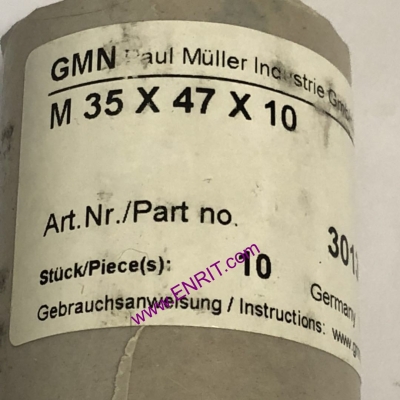 GMN Paul Müller Industrie
M 35 X 47 X 10
Art.Nr./Part no.
Stück/Piece(s): 10
Germany
Gebrauchsanweisung / Instructions:
www.ENRIT.com